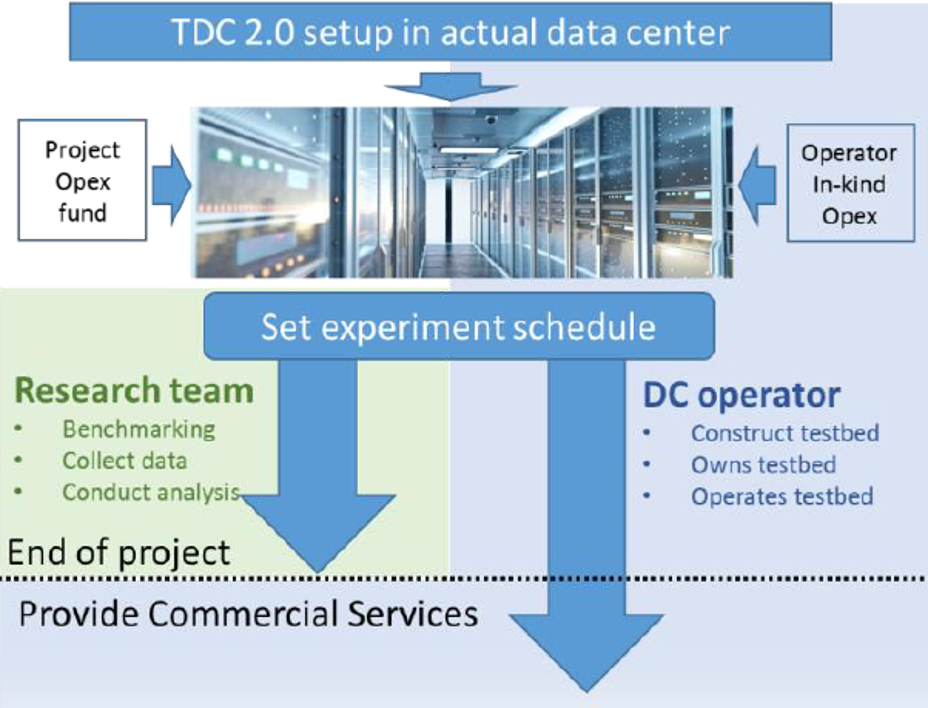 TDC 2.0 setup in actual data center
Project
Opex
fund
Operator
In-kind
Opex
Set experiment schedule
Research team
• Benchmarking
• Collect data
• Conduct analysis
DC operator
• Construct testbed
• Owns testbed
• Operates testbed
End of project
Provide Commercial Services